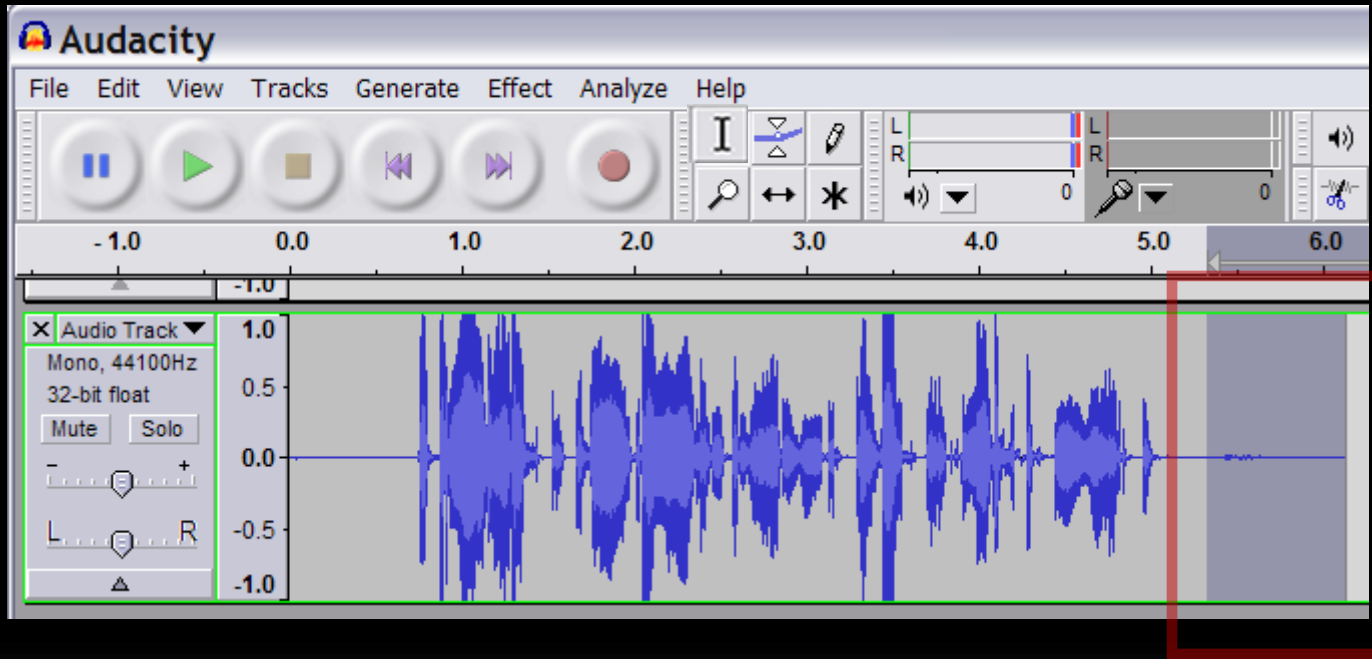 Audacity
File Edit View Tracks Generate Effect Analyze Help
L L
R R
0 0
- 1.0 0.0 1.0 2.0 3.0 4.0 5.0 6.0
-1.0
X Audio Track 1.0
Mono, 44100Hz
32-bit float 0.5
Mute Solo
0.0
- +
L R -0.5
-1.0